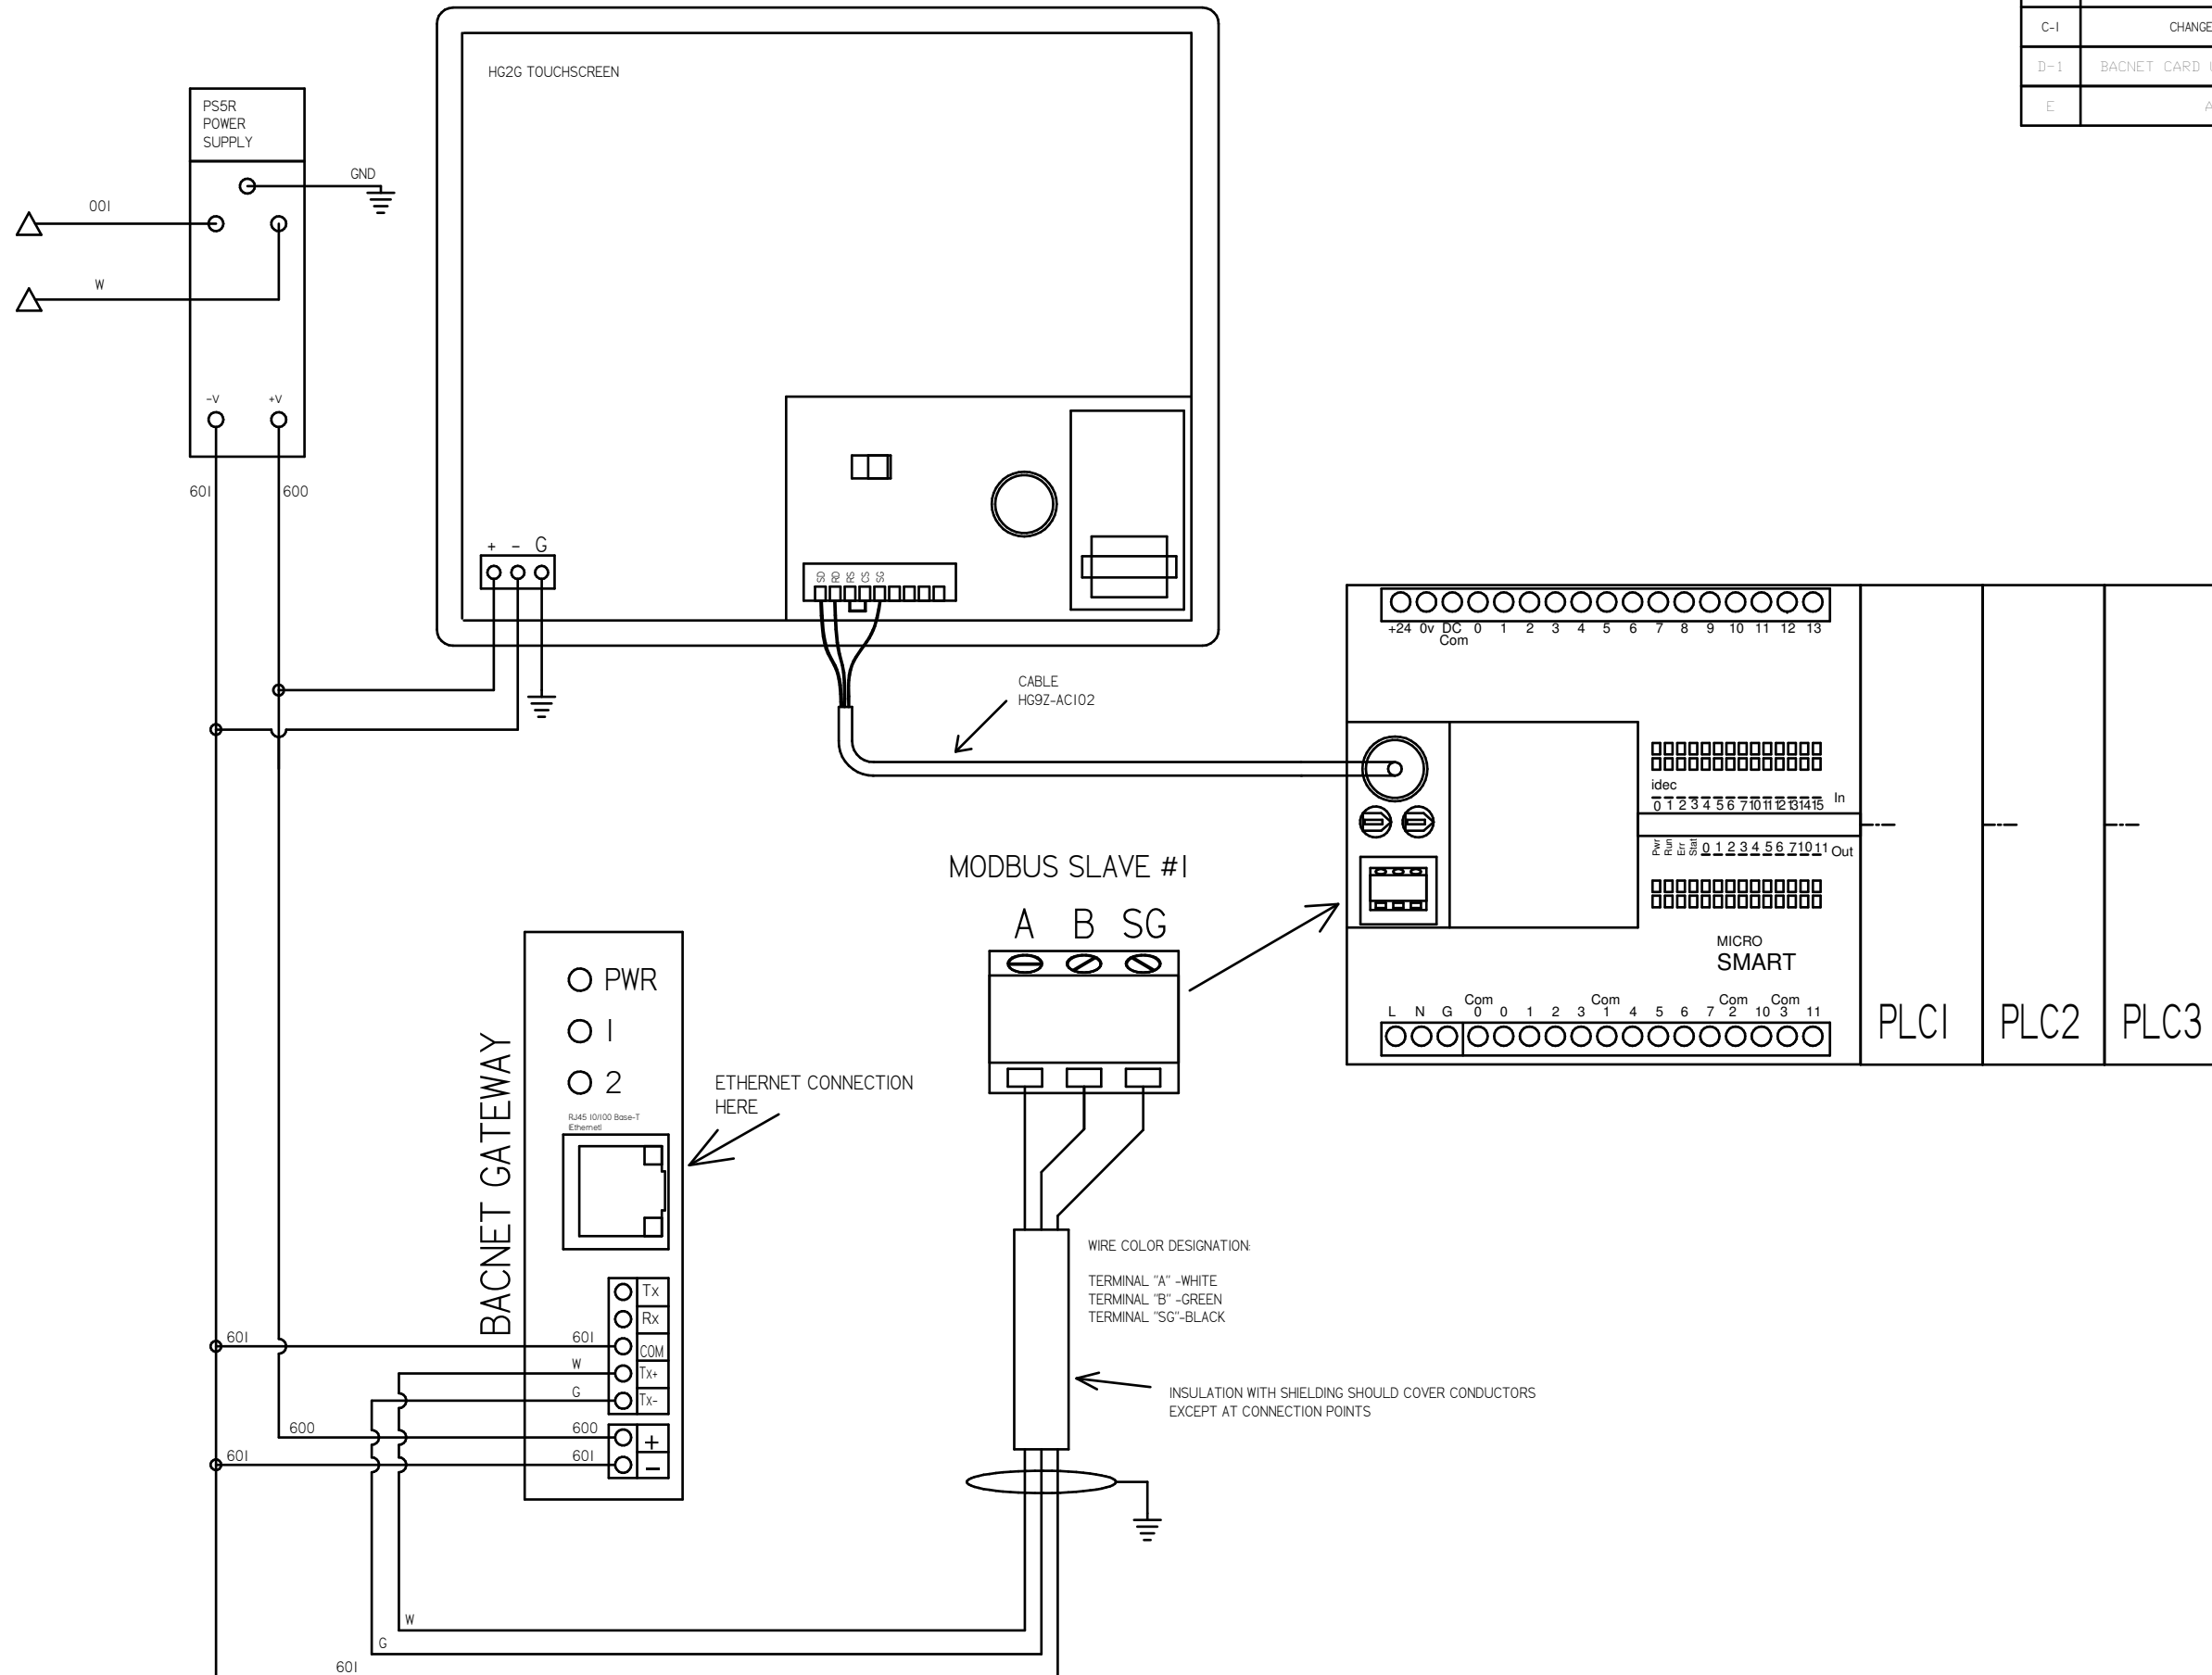 C-1 CHANGE
D-1 BACNET CARD
E A
HG2G TOUCHSCREEN
PS5R
POWER
SUPPLY
GND
001
W
-V +V
601 600
+ - G
SD RD RS CS SG
CABLE
HG9Z-AC102
+24 0v DC Com 0 1 2 3 4 5 6 7 8 9 10 11 12 13
idec
0 1 2 3 4 5 6 7 10 11 12 13 14 15 In
Pwr Run Err Stat 0 1 2 3 4 5 6 7 10 11 Out
MICRO
SMART
L N G Com 0 0 1 2 3 Com 1 4 5 6 7 Com 2 10 Com 3 11
PLC1 PLC2 PLC3
MODBUS SLAVE #1
A B SG
BACNET GATEWAY
PWR
1
2
RJ45 10/100 Base-T
Ethernet
ETHERNET CONNECTION
HERE
Tx
Rx
601 601 COM
W Tx+
G Tx-
600 600 +
601 601 -
WIRE COLOR DESIGNATION:
TERMINAL "A" -WHITE
TERMINAL "B" -GREEN
TERMINAL "SG"-BLACK
INSULATION WITH SHIELDING SHOULD COVER CONDUCTORS
EXCEPT AT CONNECTION POINTS
W
G
601